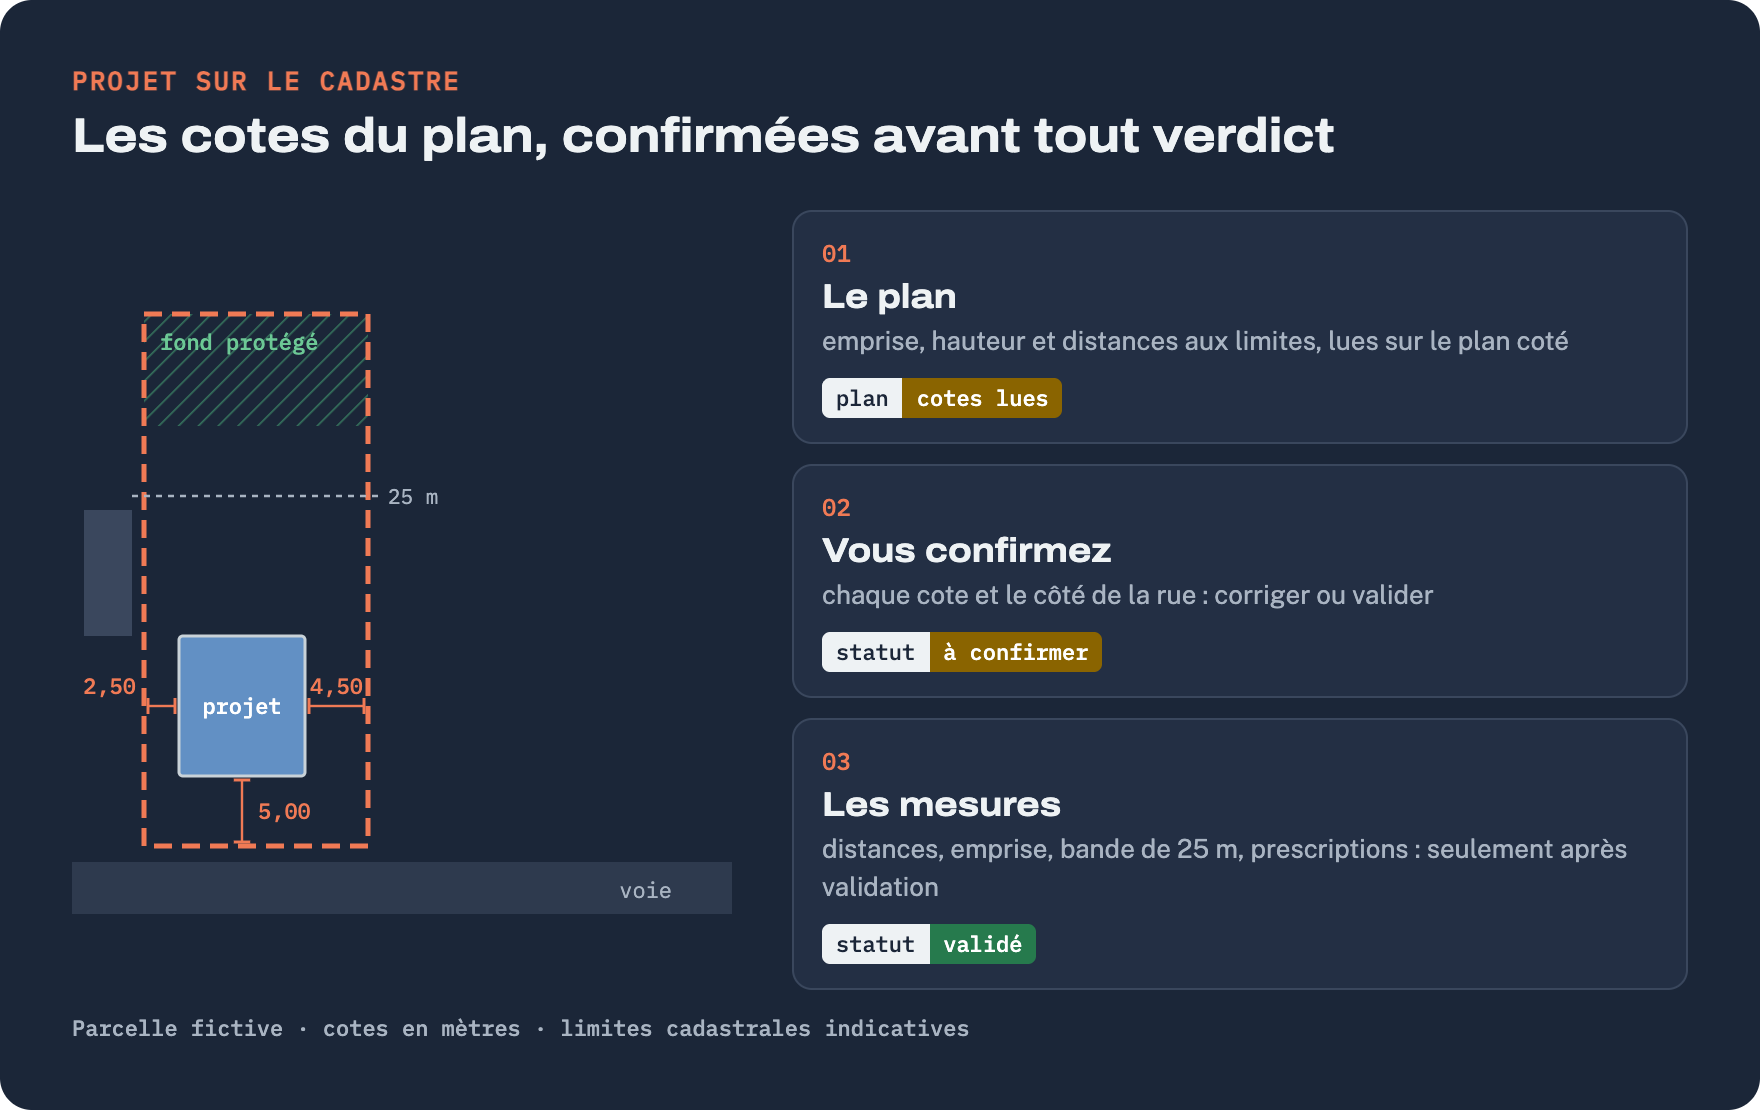 PROJET SUR LE CADASTRE
Les cotes du plan, confirmées avant tout verdict
fond protégé
25 m
2,50
projet
4,50
5,00
voie
01
Le plan
emprise, hauteur et distances aux limites, lues sur le plan coté
plan cotes lues
02
Vous confirmez
chaque cote et le côté de la rue : corriger ou valider
statut à confirmer
03
Les mesures
distances, emprise, bande de 25 m, prescriptions : seulement après
validation
statut validé
Parcelle fictive · cotes en mètres · limites cadastrales indicatives